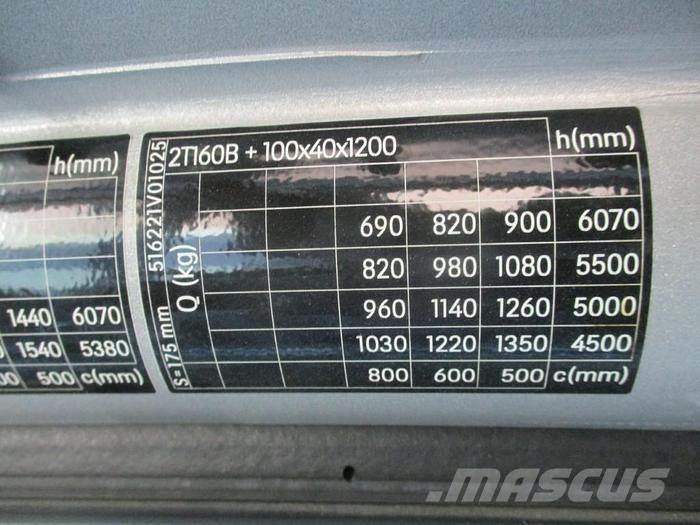 h(mm)
1440 6070
1540 5380
00 500 c(mm)
516221V01025
S=175 mm
Q (kg)
2T160B + 100x40x1200 h(mm)
690 820 900 6070
820 980 1080 5500
960 1140 1260 5000
1030 1220 1350 4500
800 600 500 c(mm)
MASCUS